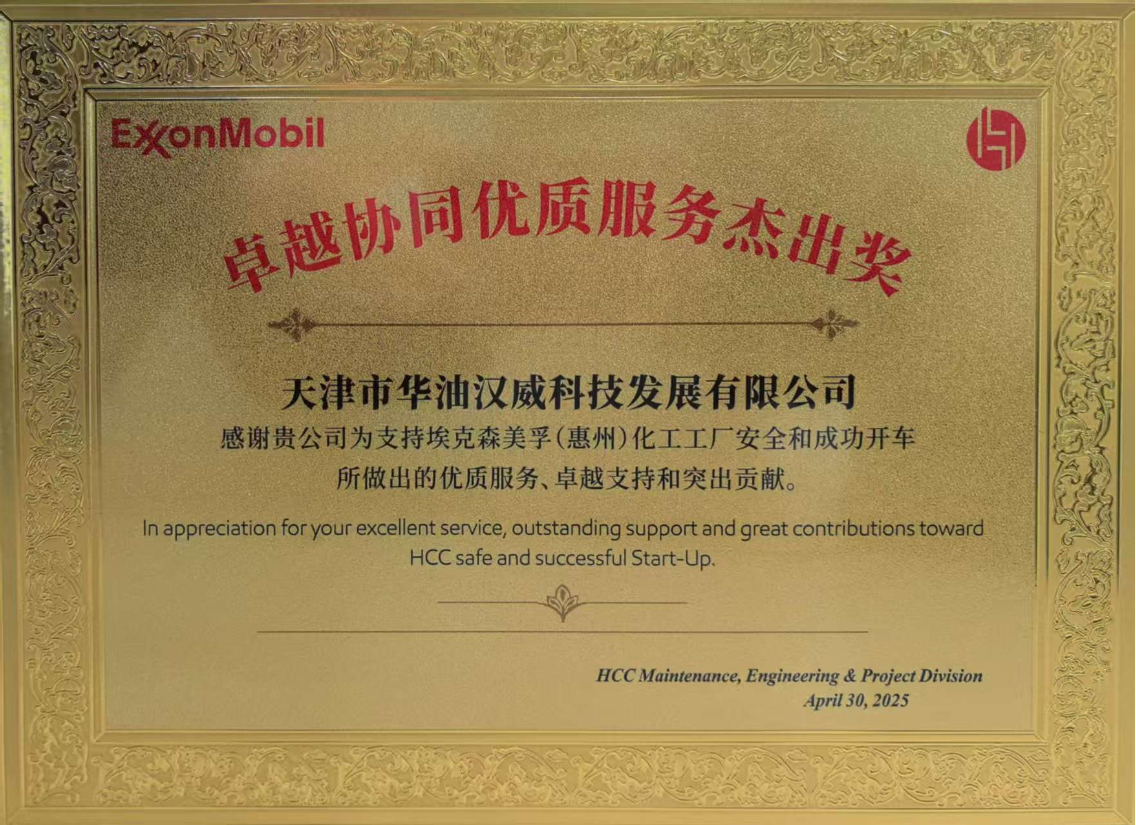 ExxonMobil
卓越协同优质服务杰出奖
天津市华油汉威科技发展有限公司
感谢贵公司为支持埃克森美孚(惠州)化工工厂安全和成功开车
所做出的优质服务、卓越支持和突出贡献。
In appreciation for your excellent service, outstanding support and great contributions toward
HCC safe and successful Start-Up.
HCC Maintenance, Engineering & Project Division
April 30, 2025